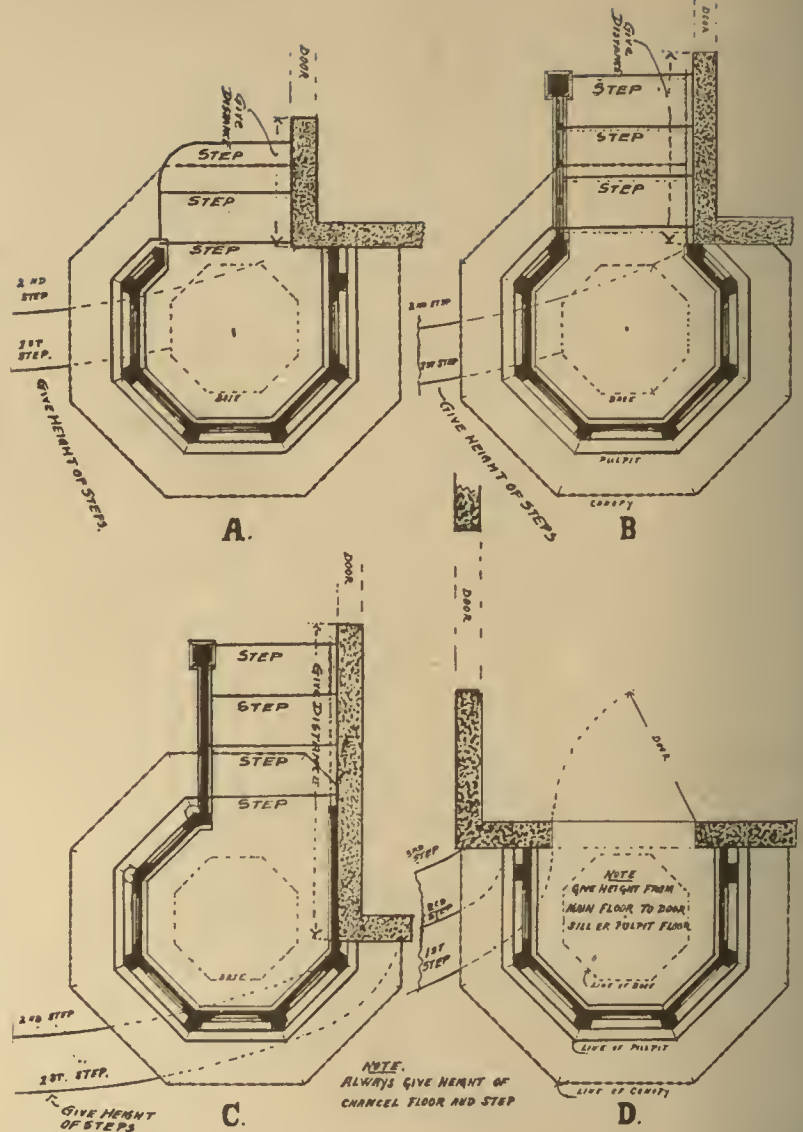 DOOR
GIVE
DISTANCE
STEP
STEP
STEP
2 ND
STEP
1ST
STEP.
GIVE HEIGHT OF STEPS.
BASE
A.
DOOR
GIVE
DISTANCE
STEP
STEP
STEP
2ND STEP
1ST STEP
GIVE HEIGHT OF STEPS
BASE
PULPIT
CANOPY
B
DOOR
GIVE DISTANCE
STEP
STEP
STEP
STEP
BASE
2ND STEP
1ST. STEP.
GIVE HEIGHT
OF STEPS
C.
NOTE.
ALWAYS GIVE HEIGHT OF
CHANCEL FLOOR AND STEP
DOOR
DOOR
3RD
STEP
2ND
STEP
1ST
STEP
NOTE
GIVE HEIGHT FROM
MAIN FLOOR TO DOOR
SILL ER PULPIT FLOOR
LINE OF BASE
LINE OF PULPIT
LINE OF CANOPY
D.